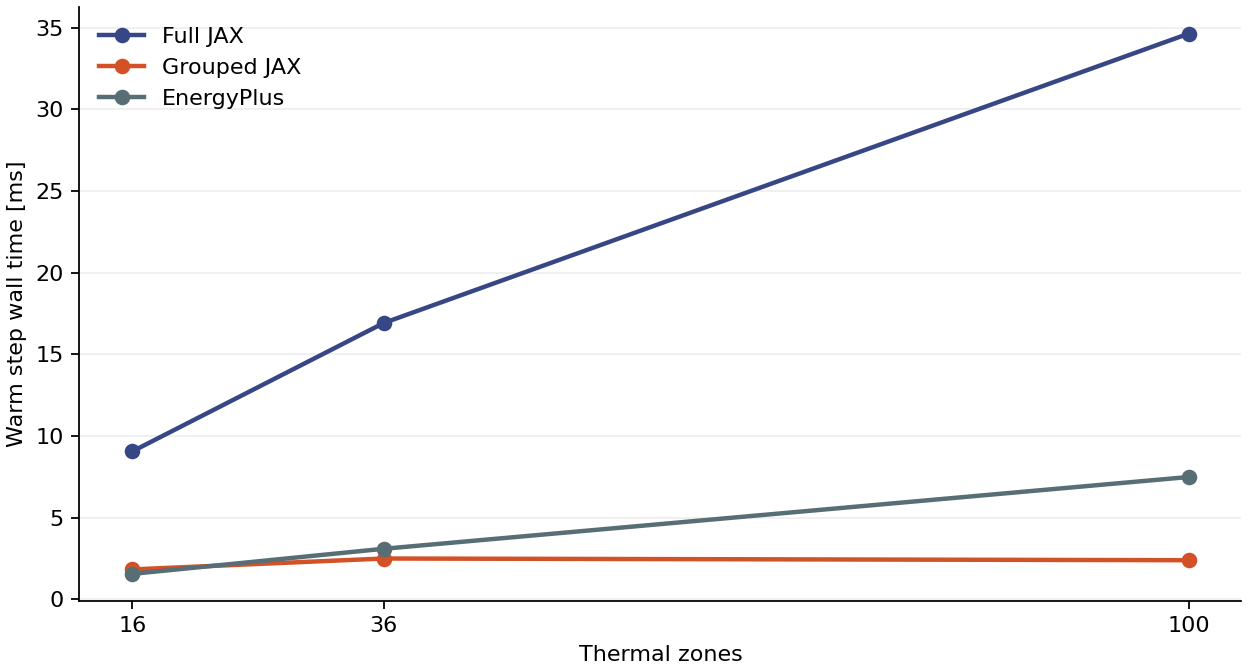 Full JAX
Grouped JAX
EnergyPlus
Warm step wall time [ms]
35
30
25
20
15
10
5
0
16 36 100
Thermal zones